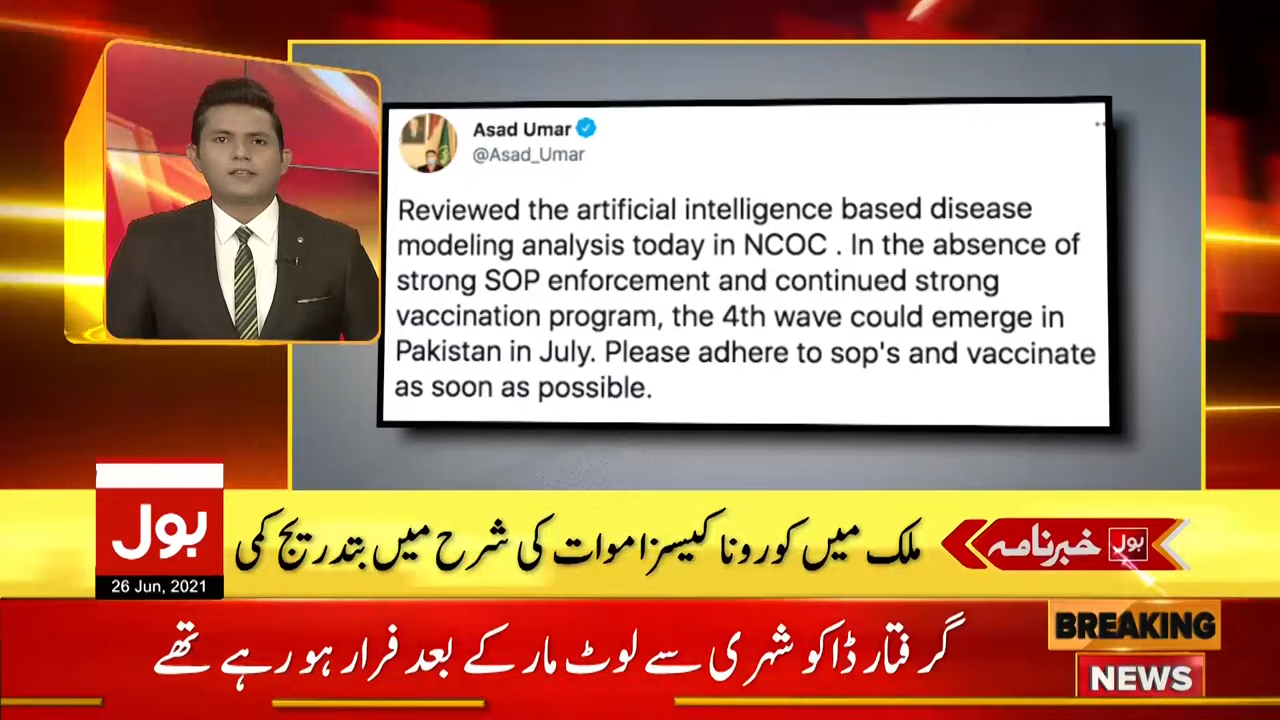 Asad Umar
@Asad_Umar
Reviewed the artificial intelligence based disease
modeling analysis today in NCOC . In the absence of
strong SOP enforcement and continued strong
vaccination program, the 4th wave could emerge in
Pakistan in July. Please adhere to sop's and vaccinate
as soon as possible.
بول
26 Jun, 2021
بول خبرنامہ
ملک میں کورونا کیسز اموات کی شرح میں بتدریج کمی
BREAKING
NEWS
گرفتار ڈاکو شہری سے لوٹ مار کے بعد فرار ہو رہے تھے